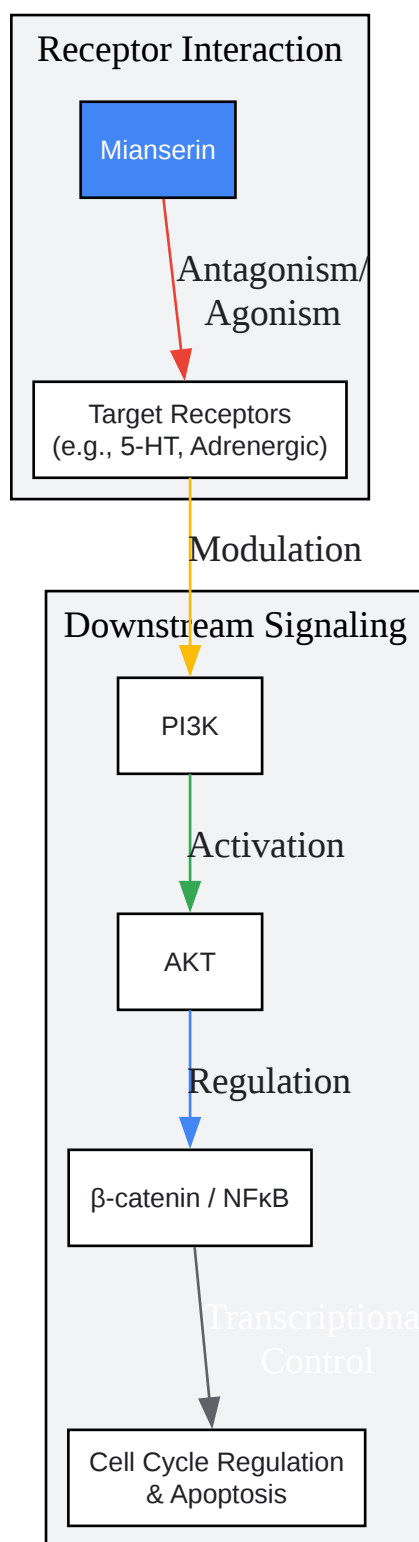 Receptor Interaction
Mianserin
Antagonism/
Agonism
Target Receptors
(e.g., 5-HT, Adrenergic)
Modulation
Downstream Signaling
PI3K
Activation
AKT
Regulation
β-catenin / NFκB
Transcriptiona
Control
Cell Cycle Regulation
& Apoptosis